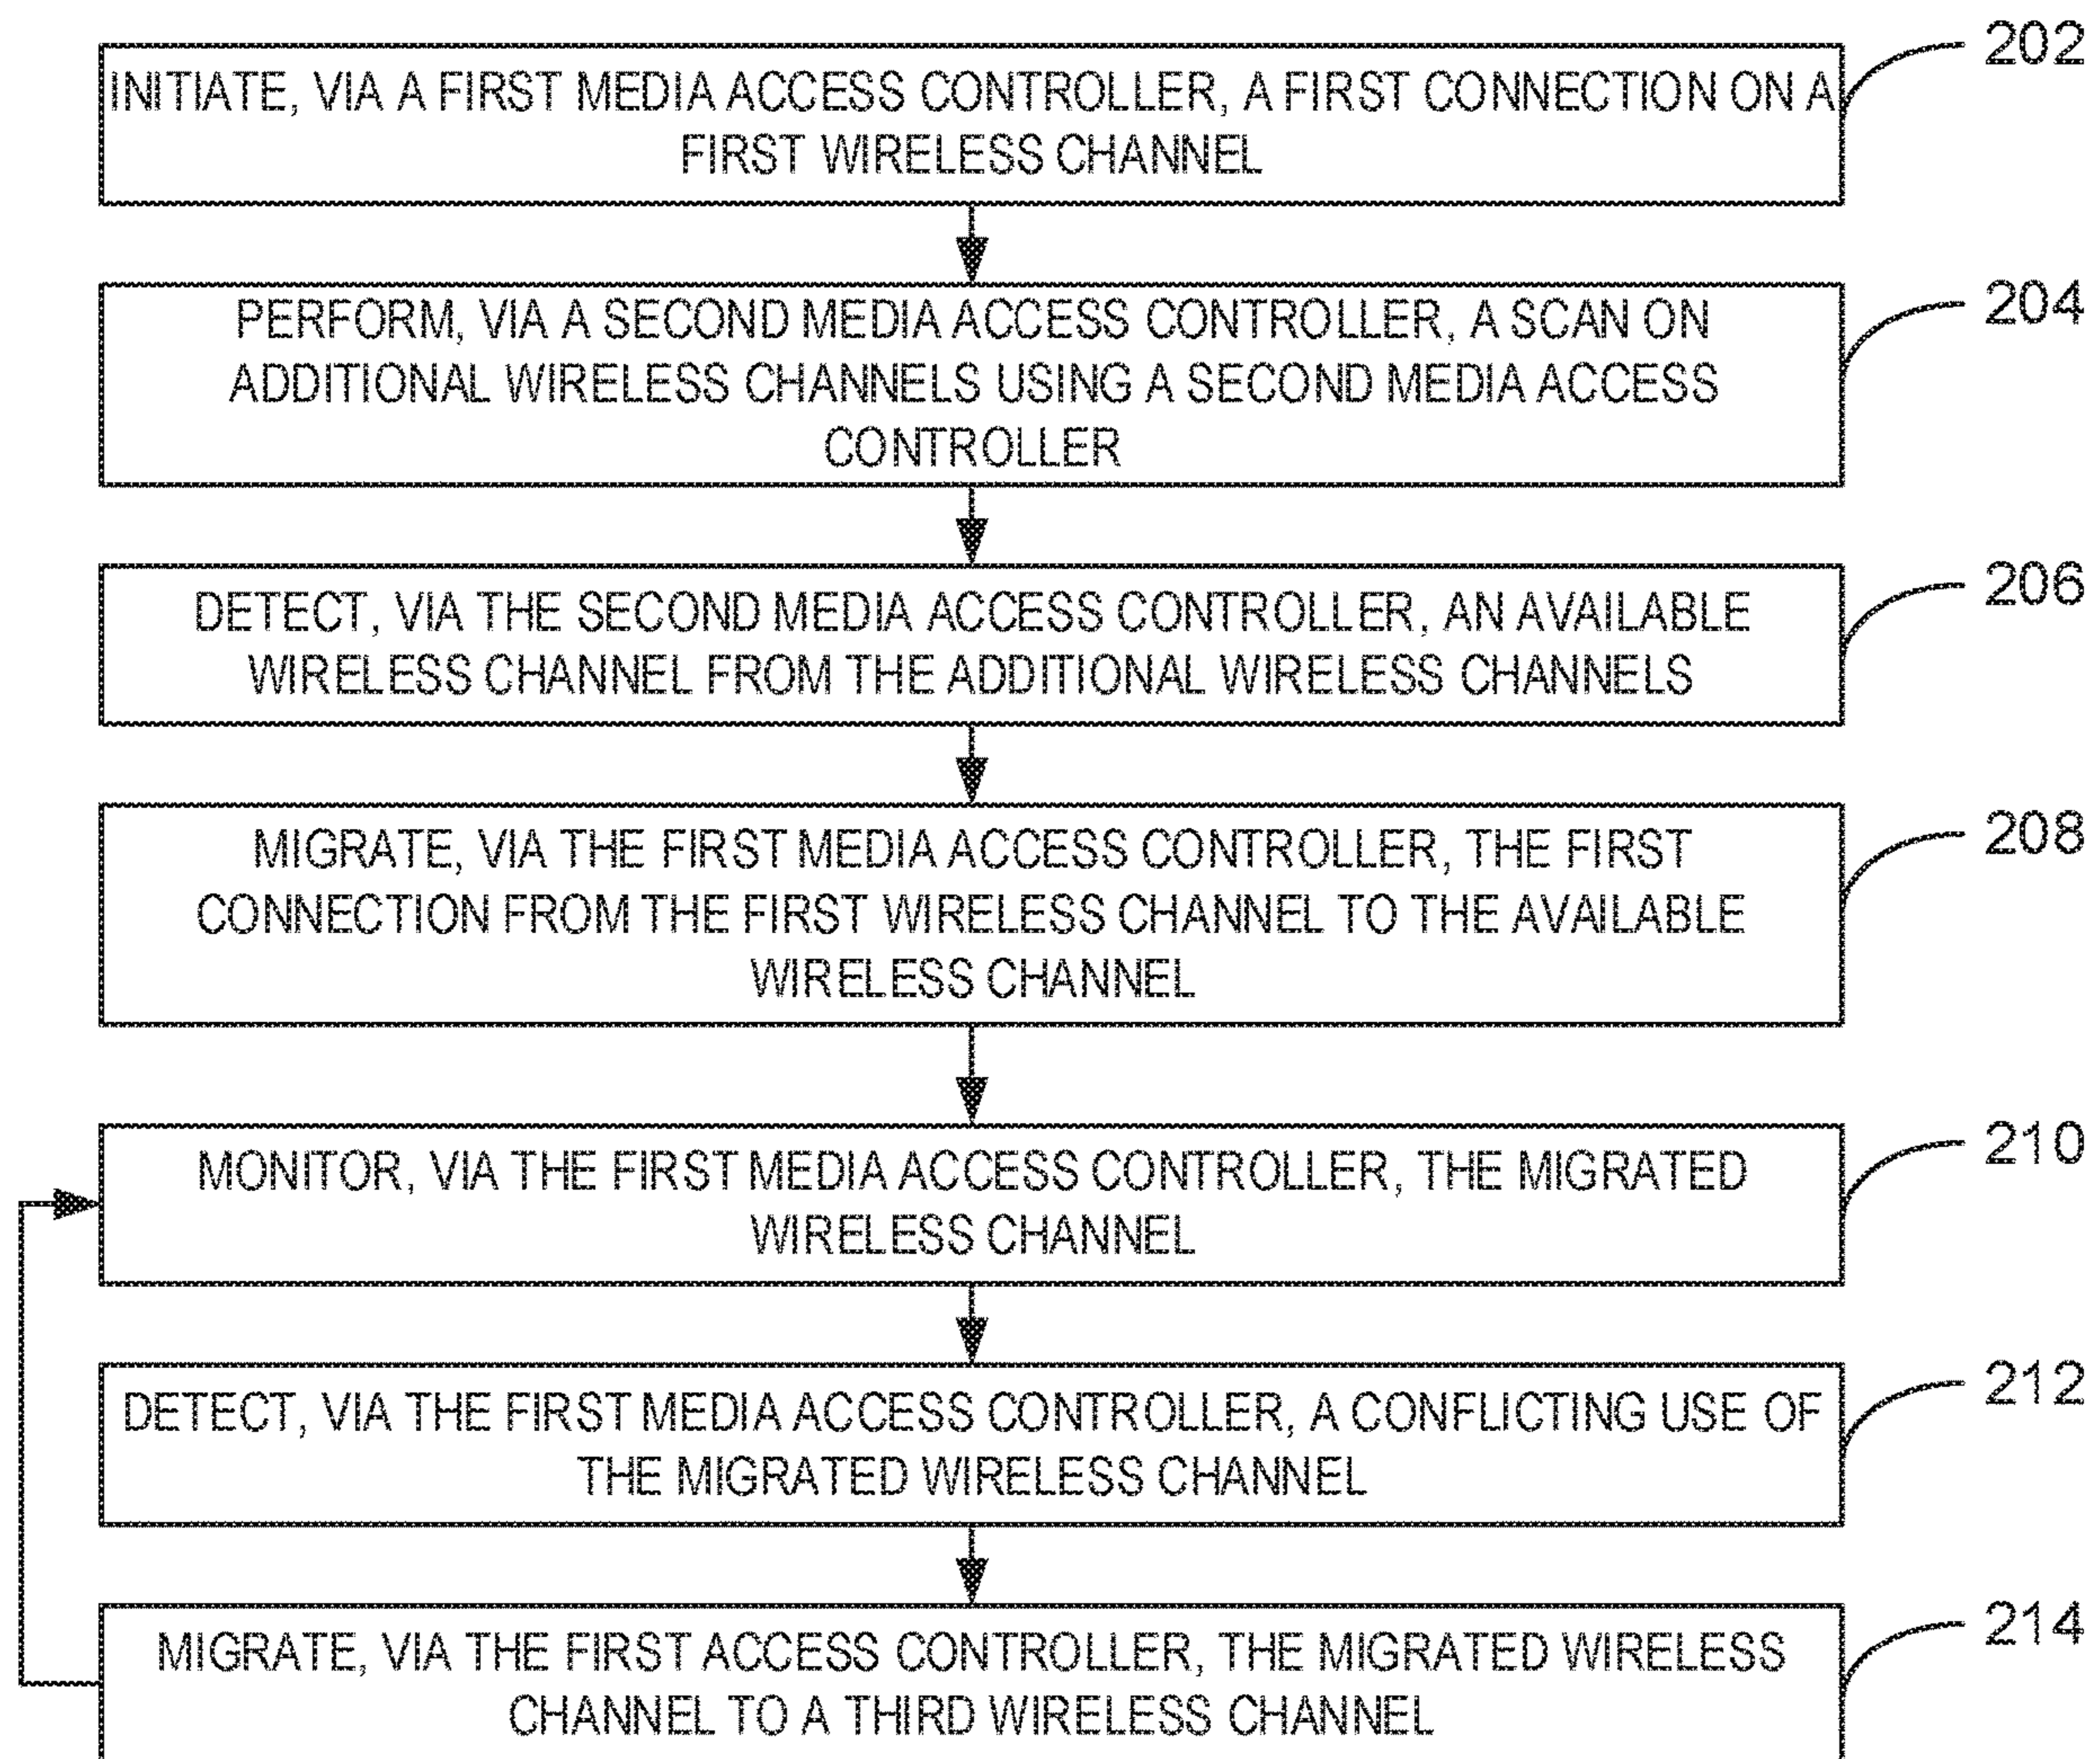 INITIATE, VIA A FIRST MEDIA ACCESS CONTROLLER, A FIRST CONNECTION ON A
FIRST WIRELESS CHANNEL
202
PERFORM, VIA A SECOND MEDIA ACCESS CONTROLLER, A SCAN ON
ADDITIONAL WIRELESS CHANNELS USING A SECOND MEDIA ACCESS
CONTROLLER
204
DETECT, VIA THE SECOND MEDIA ACCESS CONTROLLER, AN AVAILABLE
WIRELESS CHANNEL FROM THE ADDITIONAL WIRELESS CHANNELS
206
MIGRATE, VIA THE FIRST MEDIA ACCESS CONTROLLER, THE FIRST
CONNECTION FROM THE FIRST WIRELESS CHANNEL TO THE AVAILABLE
WIRELESS CHANNEL
208
MONITOR, VIA THE FIRST MEDIA ACCESS CONTROLLER, THE MIGRATED
WIRELESS CHANNEL
210
DETECT, VIA THE FIRST MEDIA ACCESS CONTROLLER, A CONFLICTING USE OF
THE MIGRATED WIRELESS CHANNEL
212
MIGRATE, VIA THE FIRST ACCESS CONTROLLER, THE MIGRATED WIRELESS
CHANNEL TO A THIRD WIRELESS CHANNEL
214